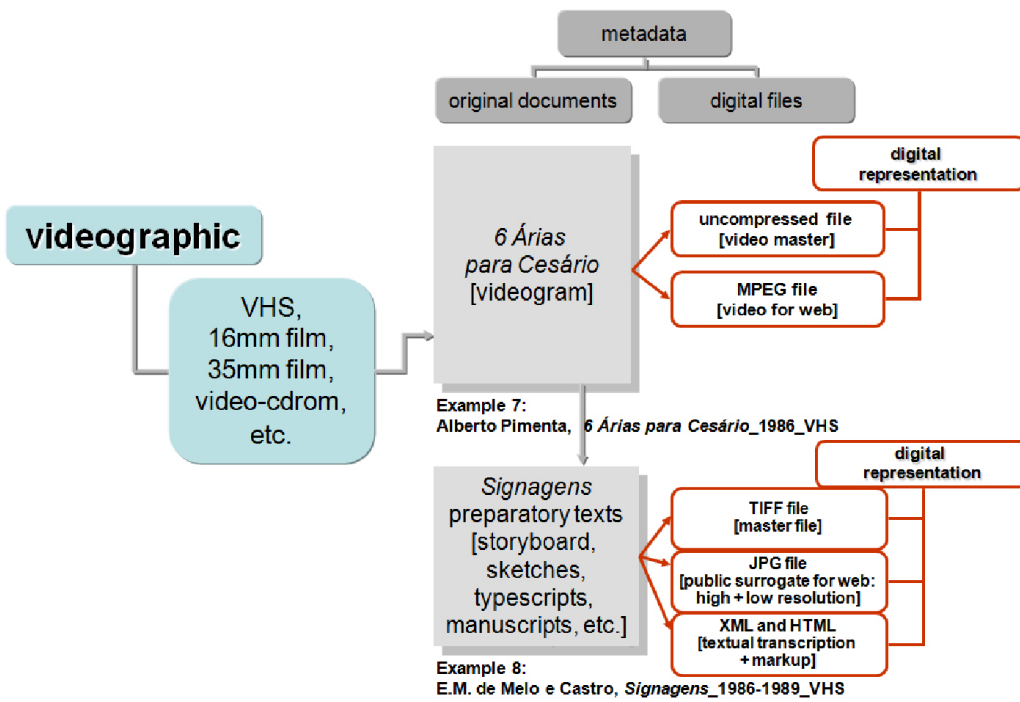 metadata
original documents
digital files
videographic
VHS,
16mm film,
35mm film,
video-cdrom,
etc.
6 Árias
para Cesário
[videogram]
digital
representation
uncompressed file
[video master]
MPEG file
[video for web]
Example 7:
Alberto Pimenta, 6 Árias para Cesário_1986_VHS
Signagens
preparatory texts
[storyboard,
sketches,
typescripts,
manuscripts, etc.]
digital
representation
TIFF file
[master file]
JPG file
[public surrogate for web:
high + low resolution]
XML and HTML
[textual transcription
+ markup]
Example 8:
E.M. de Melo e Castro, Signagens_1986-1989_VHS